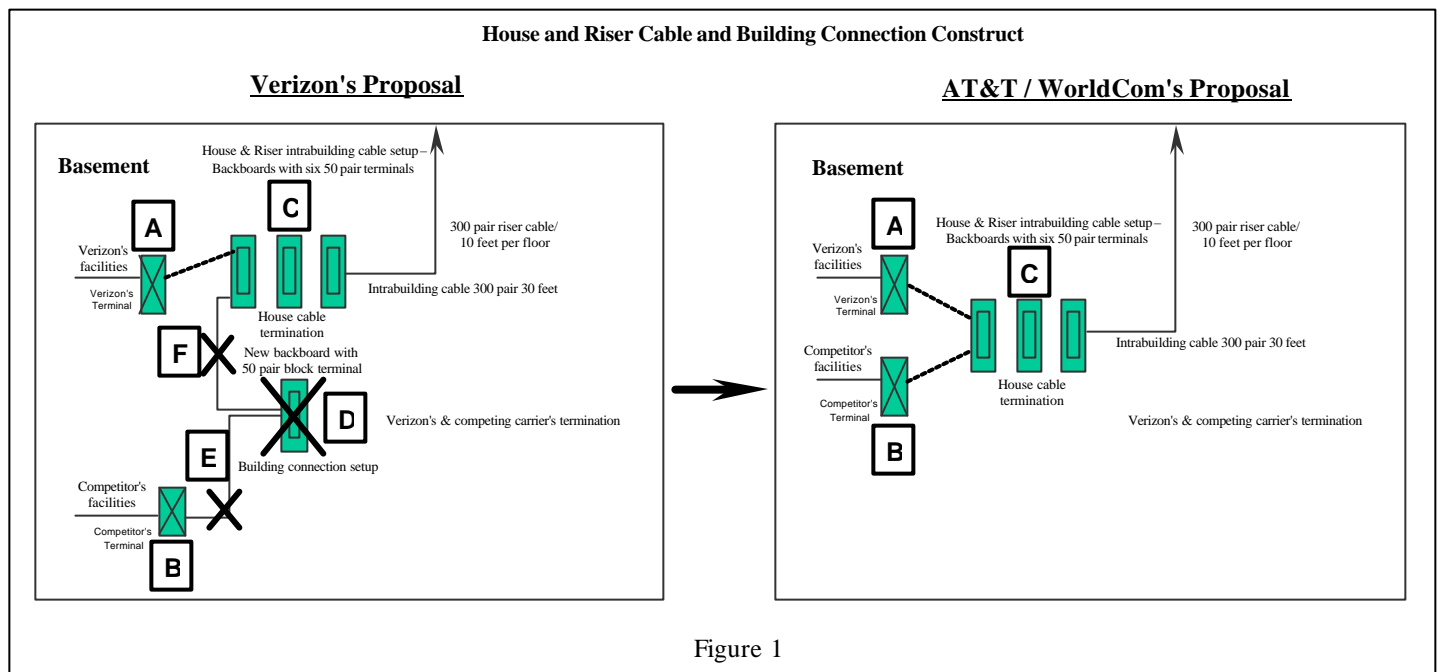 House and Riser Cable and Building Connection Construct
Verizon's Proposal
Basement
House & Riser intrabuilding cable setup–
Backboards with six 50 pair terminals
C
A
Verizon's
facilities
Verizon's
Terminal
300 pair riser cable/
10 feet per floor
Intrabuilding cable 300 pair 30 feet
House cable
termination
F
New backboard with
50 pair block terminal
D
Verizon's & competing carrier's termination
E
Building connection setup
Competitor's
facilities
Competitor's
Terminal
B
AT&T / WorldCom's Proposal
Basement
300 pair riser cable/
10 feet per floor
House & Riser intrabuilding cable setup–
Backboards with six 50 pair terminals
A
C
Verizon's
facilities
Verizon's
Terminal
Intrabuilding cable 300 pair 30 feet
Competitor's
facilities
Competitor's
Terminal
House cable
termination
Verizon's & competing carrier's termination
B
Figure 1